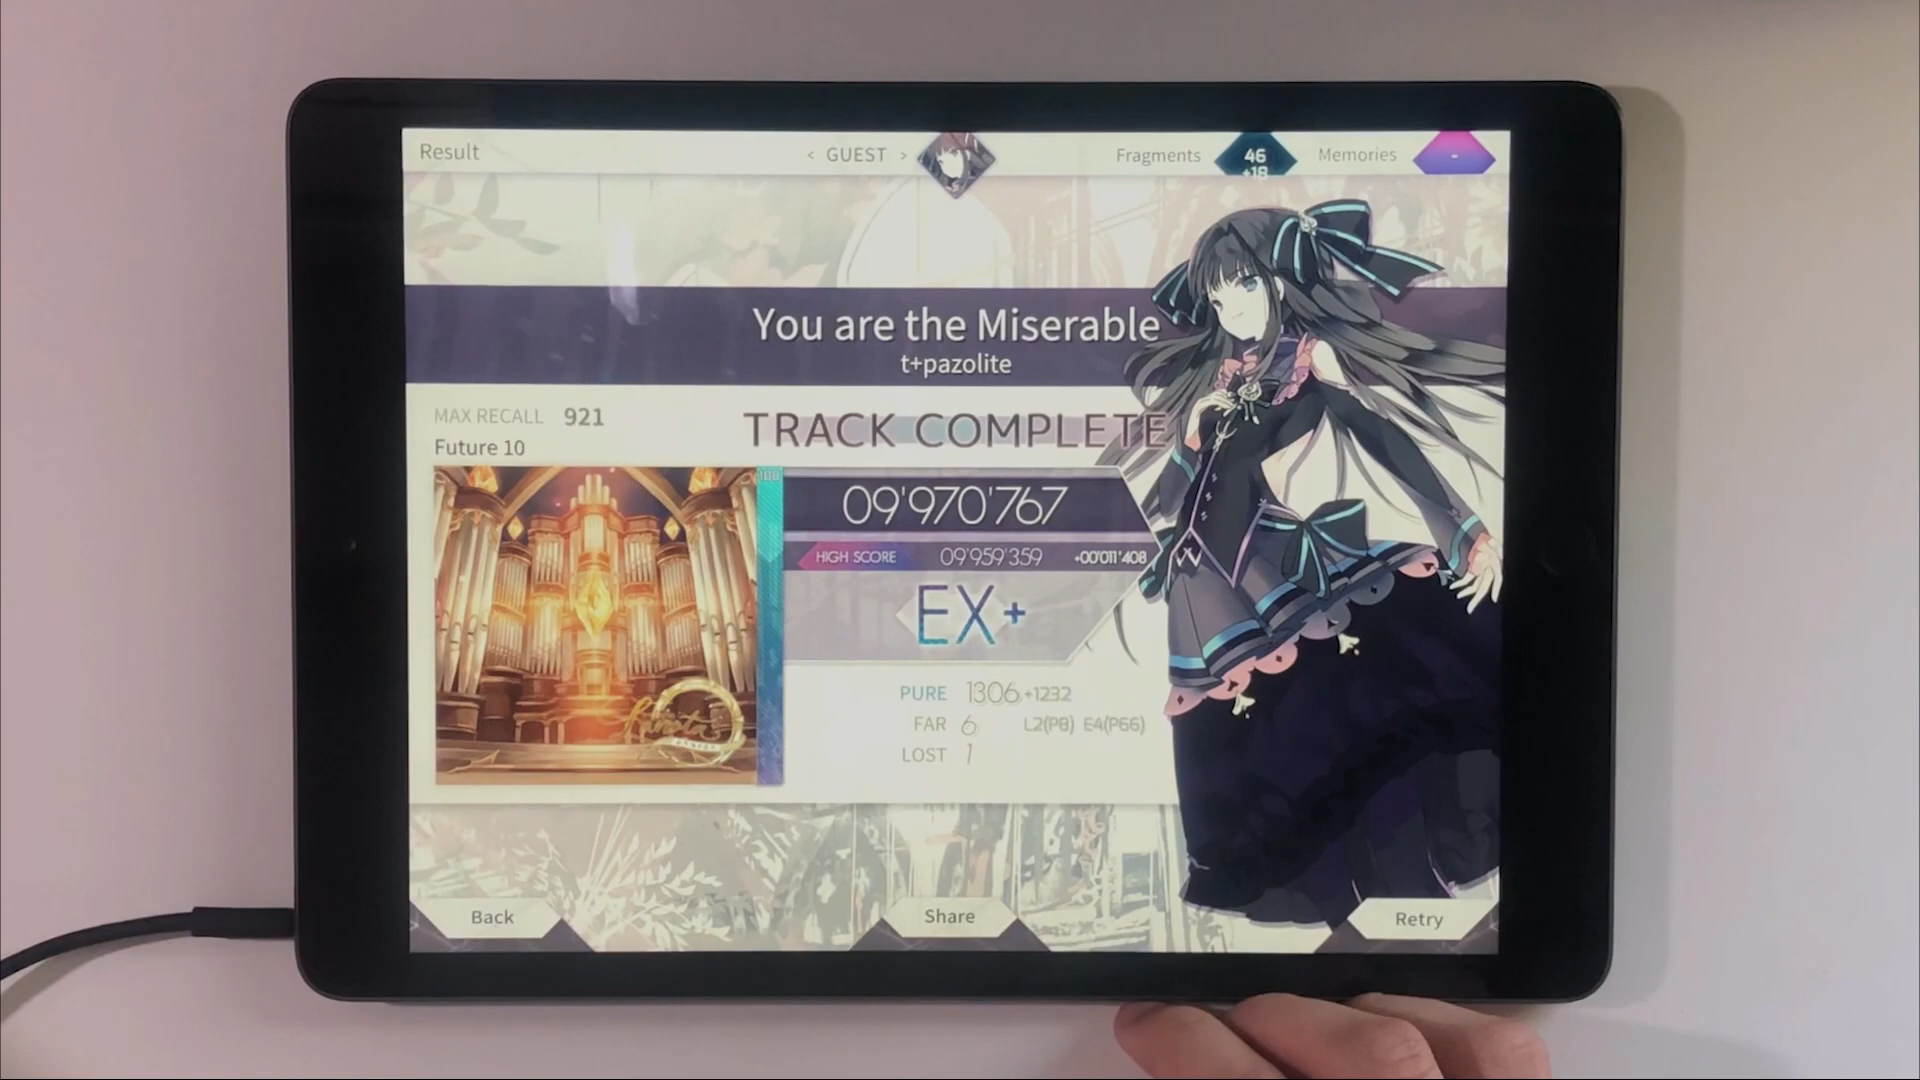 Result
< GUEST >
Fragments
46
+18
Memories
-
You are the Miserable
t+pazolite
MAX RECALL 921
Future 10
TRACK COMPLETE
100
09'970'767
HIGH SCORE 09'959'359 +00'011'408
EX+
PURE 1306 +1232
FAR 6 L2(P8) E4(P66)
LOST 1
Back
Share
Retry